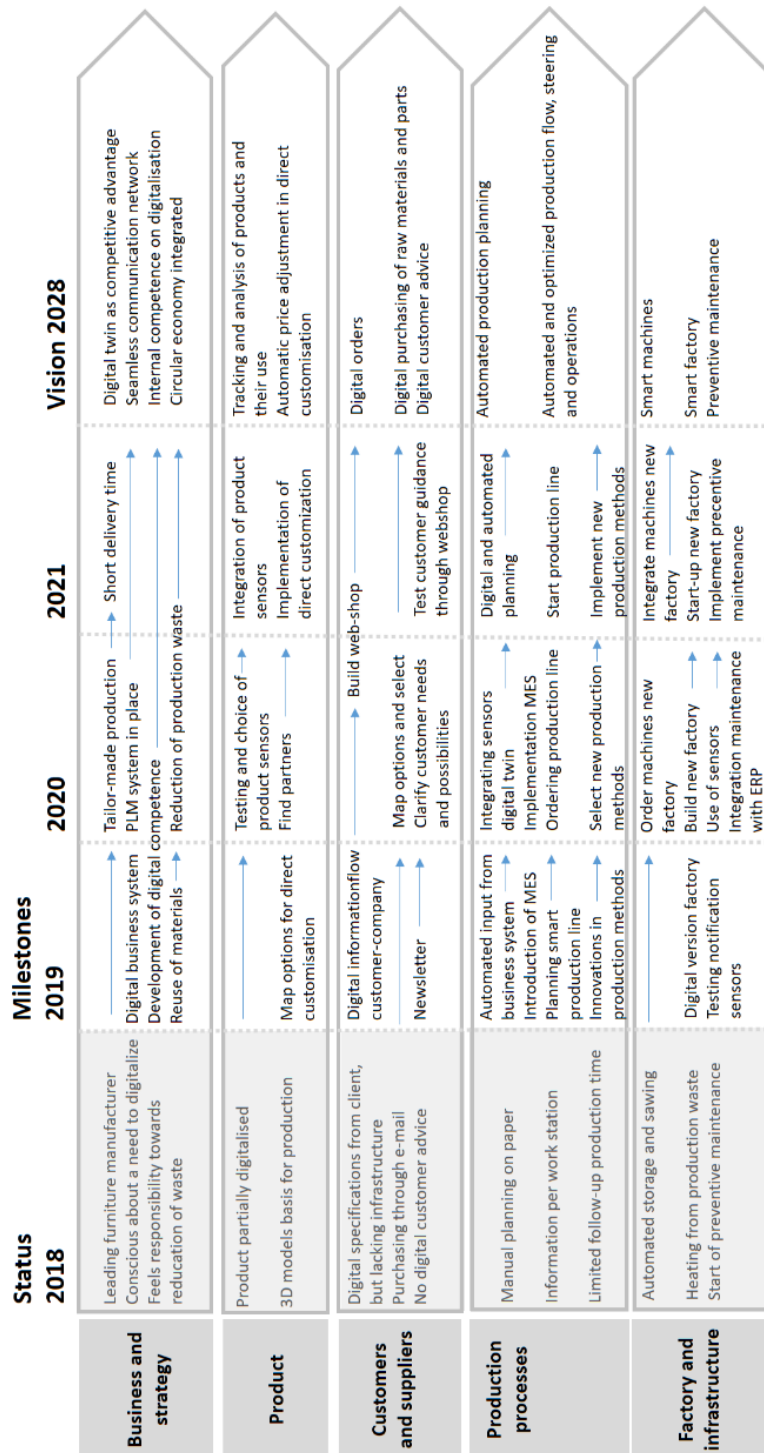 Status
2018
Milestones
2019
2020
2021
Vision 2028
Business and
strategy
Leading furniture manufacturer
Conscious about a need to digitalize
Feels responsibility towards
reducation of waste
Digital business system
Development of digital competence
Reuse of materials
Tailor-made production
PLM system in place
Reduction of production waste
Short delivery time
Digital twin as competitive advantage
Seamless communication network
Internal competence on digitalisation
Circular economy integrated
Product
Product partially digitalised
3D models basis for production
Map options for direct
customisation
Testing and choice of
product sensors
Find partners
Integration of product
sensors
Implementation of
direct customization
Tracking and analysis of products and
their use
Automatic price adjustment in direct
customisation
Customers
and suppliers
Digital specifications from client,
but lacking infrastructure
Purchasing through e-mail
No digital customer advice
Digital informationflow
customer-company
Newsletter
Build web-shop
Map options and select
Clarify customer needs
and possibilities
Test customer guidance
through webshop
Digital orders
Digital purchasing of raw materials and parts
Digital customer advice
Production
processes
Manual planning on paper
Information per work station
Limited follow-up production time
Automated input from
business system
Introduction of MES
Planning smart
production line
Innovations in
production methods
Integrating sensors
digital twin
Implementation MES
Ordering production line
Select new production
methods
Digital and automated
planning
Start production line
Implement new
production methods
Automated production planning
Automated and optimized production flow, steering
and operations
Factory and
infrastructure
Automated storage and sawing
Heating from production waste
Start of preventive maintenance
Digital version factory
Testing notification
sensors
Order machines new
factory
Build new factory
Use of sensors
Integration maintenance
with ERP
Integrate machines new
factory
Start-up new factory
Implement precentive
maintenance
Smart machines
Smart factory
Preventive maintenance